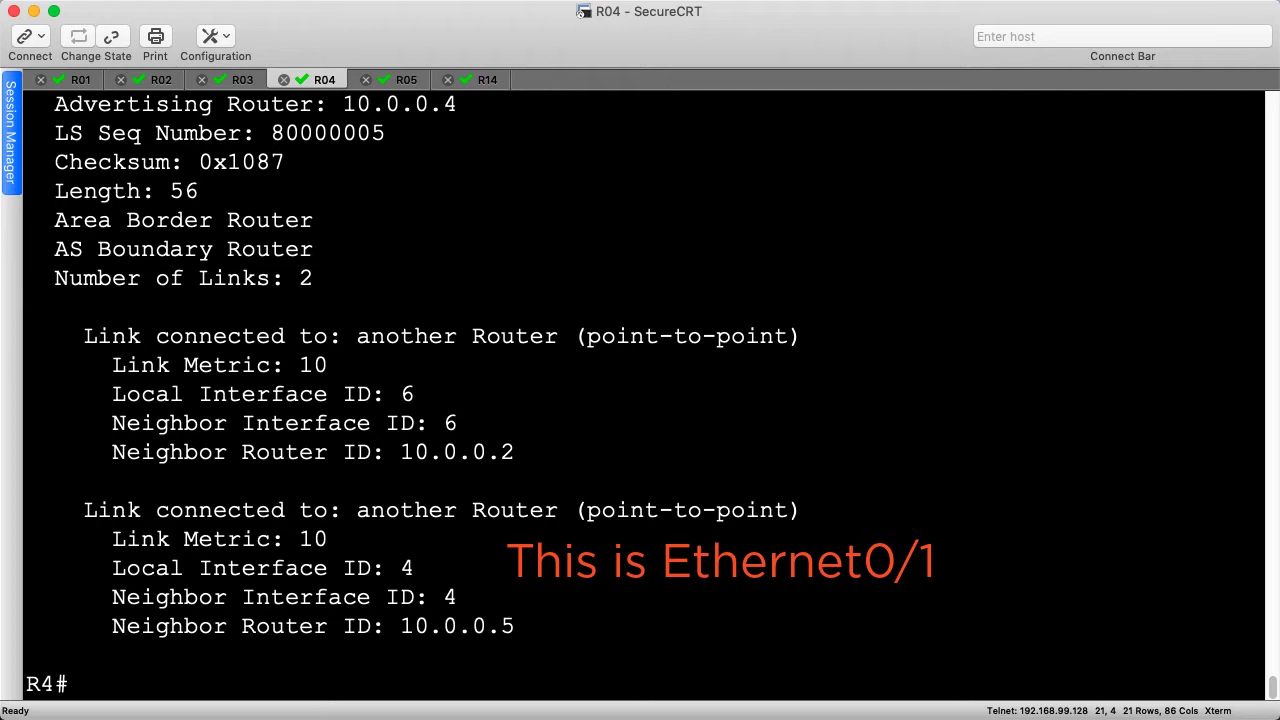 R04 - SecureCRT
Enter host
Connect Change State Print Configuration
Connect Bar
R01 R02 R03 R04 R05 R14
Session Manager
Advertising Router: 10.0.0.4
LS Seq Number: 80000005
Checksum: 0x1087
Length: 56
Area Border Router
AS Boundary Router
Number of Links: 2
Link connected to: another Router (point-to-point)
Link Metric: 10
Local Interface ID: 6
Neighbor Interface ID: 6
Neighbor Router ID: 10.0.0.2
Link connected to: another Router (point-to-point)
Link Metric: 10
This is Ethernet0/1
Local Interface ID: 4
Neighbor Interface ID: 4
Neighbor Router ID: 10.0.0.5
R4#
Ready
Telnet: 192.168.99.128 21, 4 21 Rows, 86 Cols Xterm